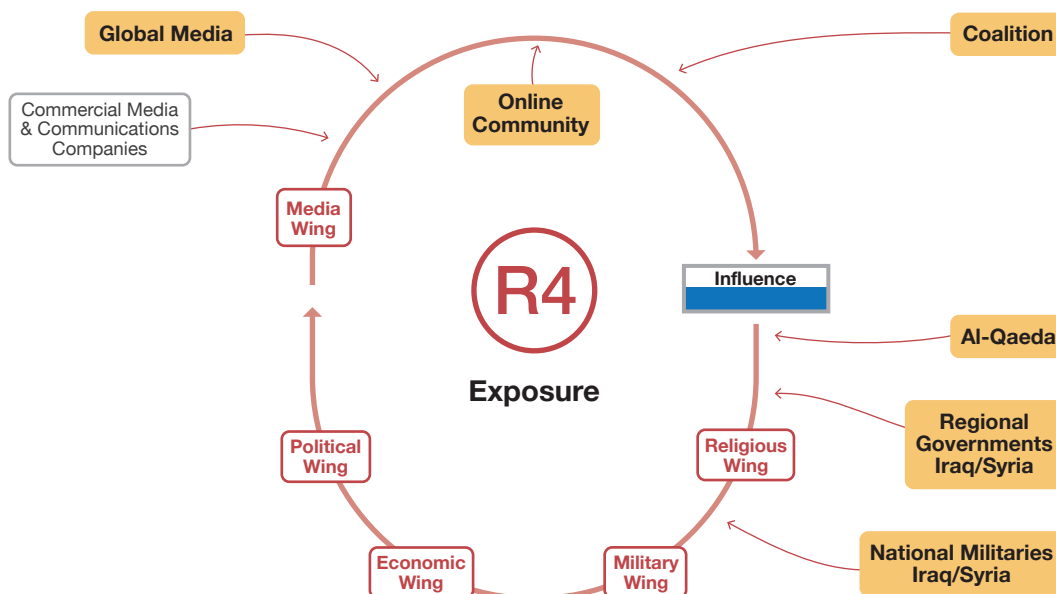 Global Media
Coalition
Commercial Media
& Communications
Companies
Online
Community
Media
Wing
R4
Exposure
Influence
Al-Qaeda
Regional
Governments
Iraq/Syria
Political
Wing
Religious
Wing
National Militaries
Iraq/Syria
Economic
Wing
Military
Wing